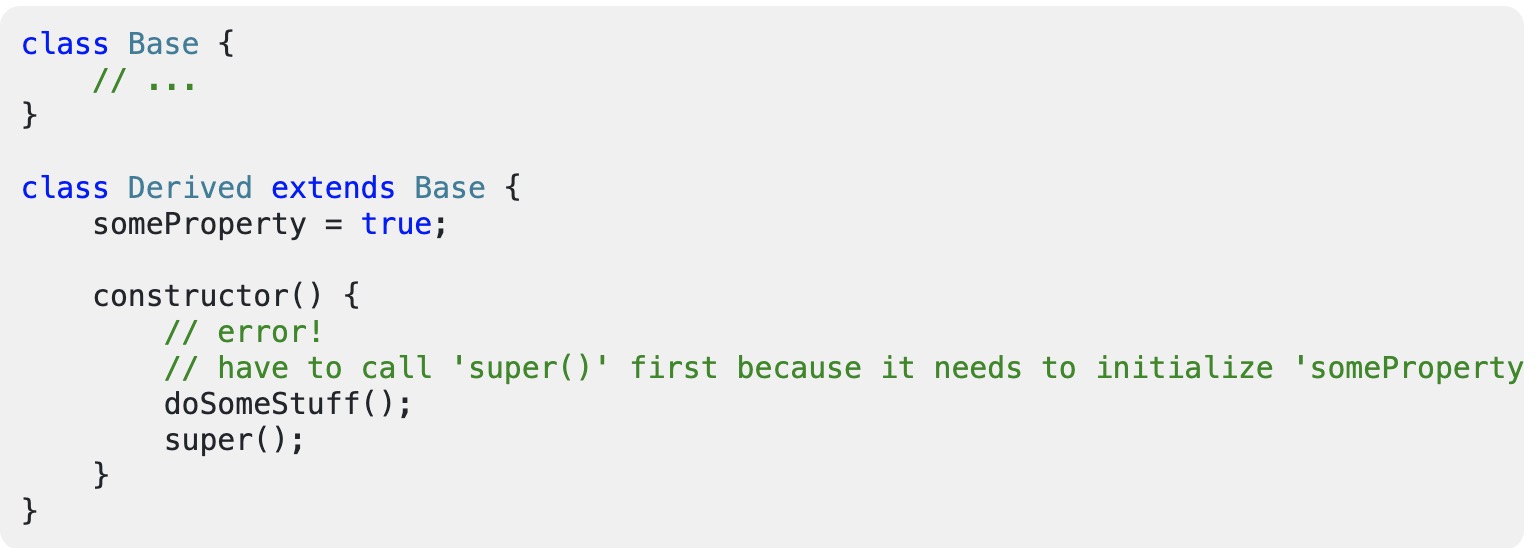 class Base {
    // ...
}

class Derived extends Base {
    someProperty = true;

    constructor() {
        // error!
        // have to call 'super()' first because it needs to initialize 'someProperty
        doSomeStuff();
        super();
    }
}